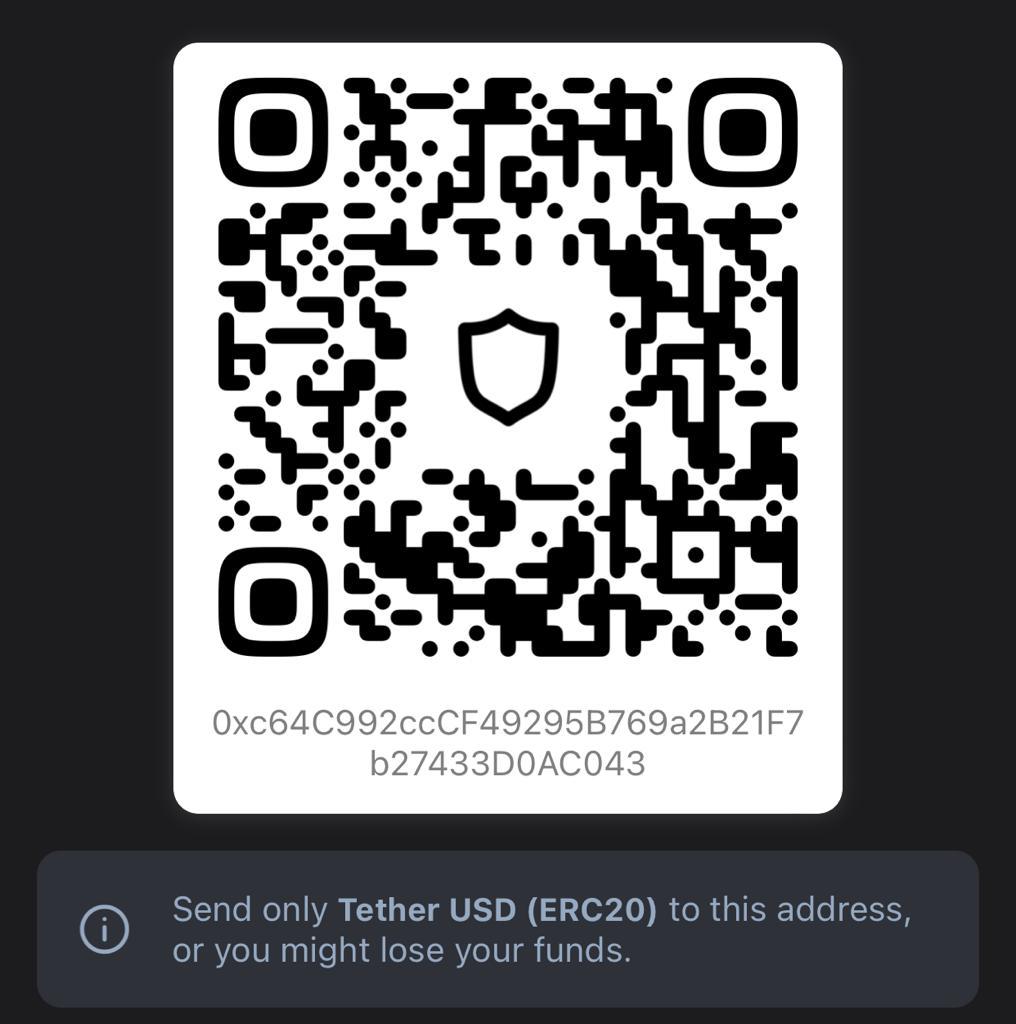 0xc64C992ccCF49295B769a2B21F7
b27433D0AC043
Send only Tether USD (ERC20) to this address,
or you might lose your funds.